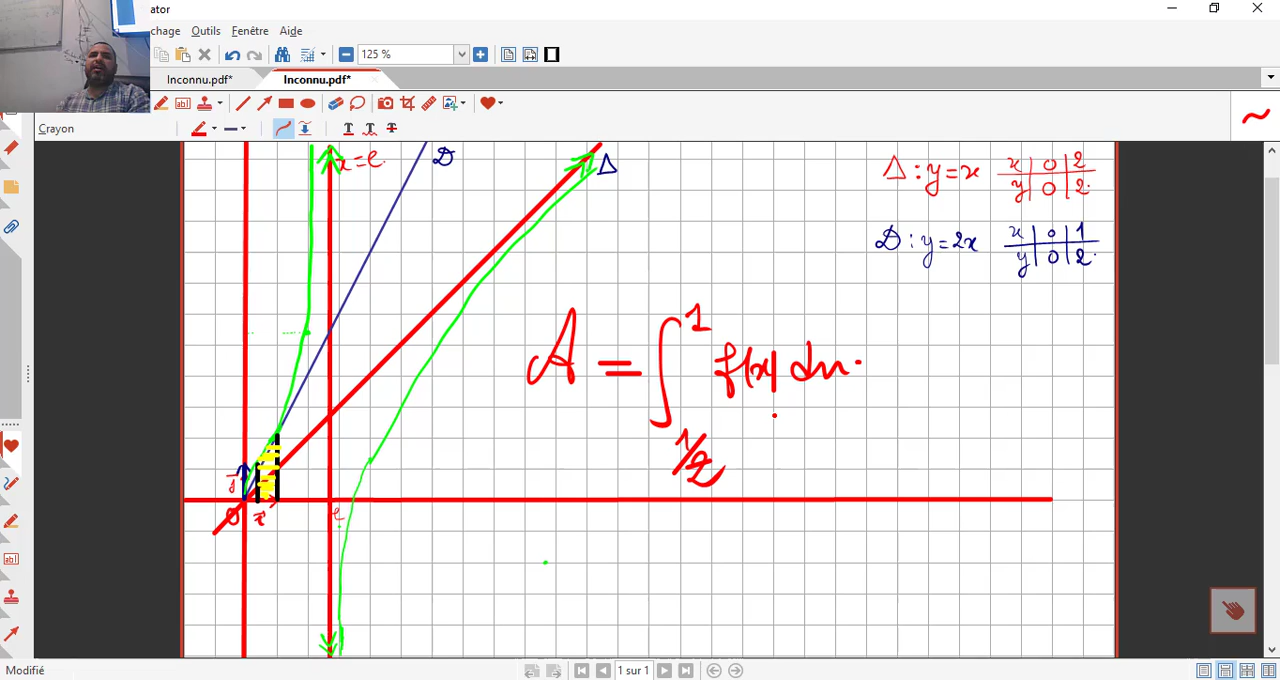 ator
chage Outils Fenêtre Aide
125 %
Inconnu.pdf* Inconnu.pdf*
Crayon
x=e D Δ
Δ : y=x x 0 2
y 0 2
D : y=2x x 0 1
y 0 2
A = ∫ 1 1/2 f(x) dx
j
O i e
Modifié 1 sur 1